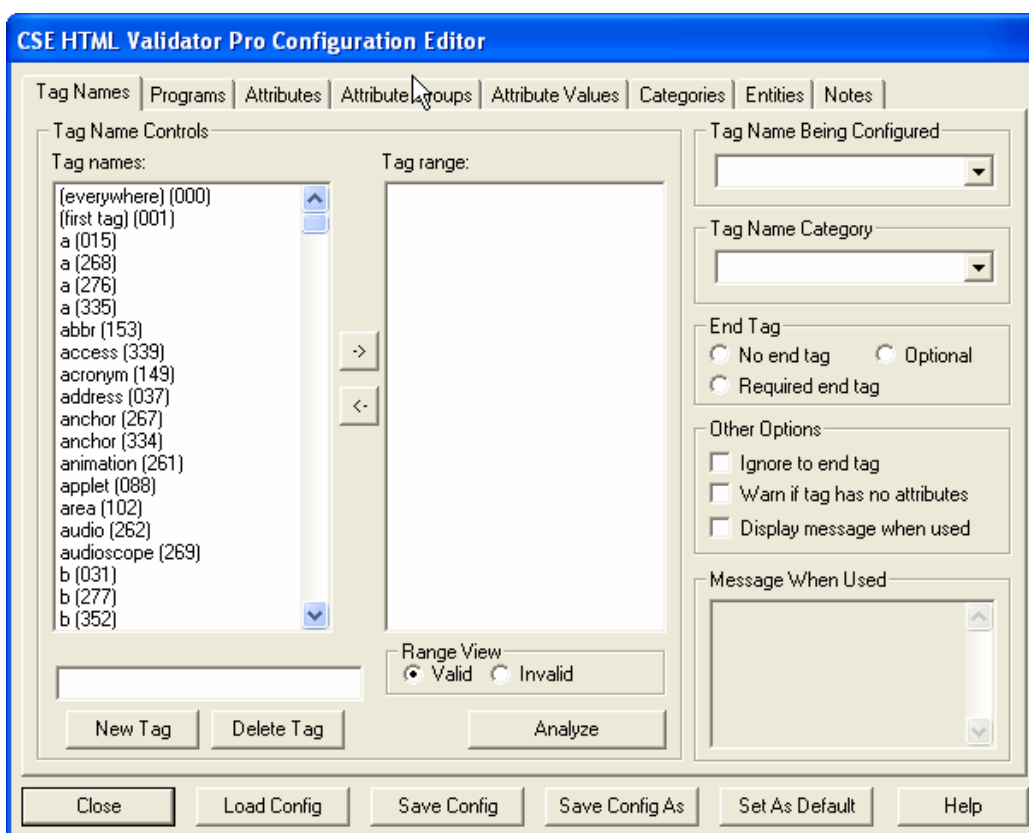 CSE HTML Validator Pro Configuration Editor
Tag Names Programs Attributes Attribute Groups Attribute Values Categories Entities Notes
Tag Name Controls
Tag names:
(everywhere) (000)
(first tag) (001)
a (015)
a (268)
a (276)
a (335)
abbr (153)
access (339)
acronym (149)
address (037)
anchor (267)
anchor (334)
animation (261)
applet (088)
area (102)
audio (262)
audioscope (269)
b (031)
b (277)
b (352)
New Tag Delete Tag
->
<-
Tag range:
Range View
Valid Invalid
Analyze
Tag Name Being Configured
Tag Name Category
End Tag
No end tag Optional
Required end tag
Other Options
Ignore to end tag
Warn if tag has no attributes
Display message when used
Message When Used
Close Load Config Save Config Save Config As Set As Default Help